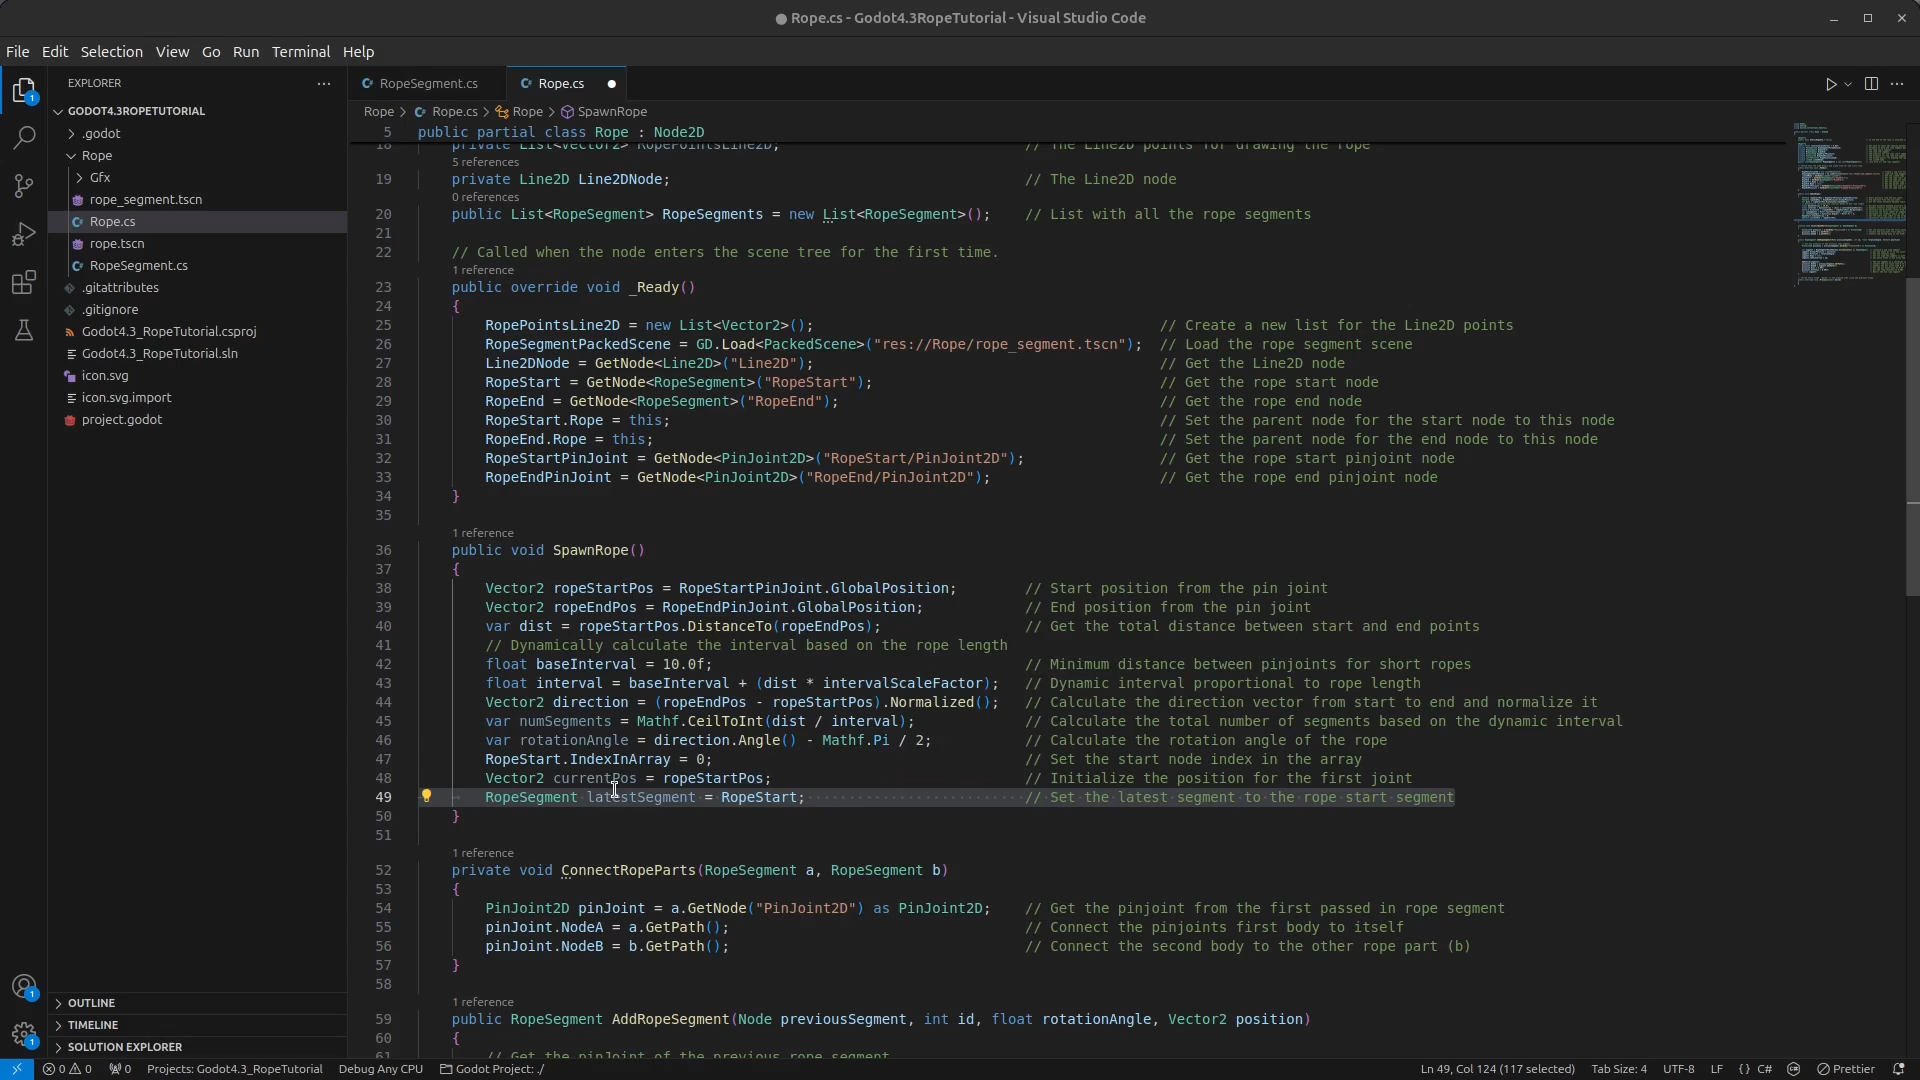 Rope.cs - Godot4.3RopeTutorial - Visual Studio Code
File Edit Selection View Go Run Terminal Help
EXPLORER
GODOT4.3ROPETUTORIAL
.godot
Rope
Gfx
rope_segment.tscn
Rope.cs
rope.tscn
RopeSegment.cs
.gitattributes
.gitignore
Godot4.3_RopeTutorial.csproj
Godot4.3_RopeTutorial.sln
icon.svg
icon.svg.import
project.godot
OUTLINE
TIMELINE
SOLUTION EXPLORER
RopeSegment.cs Rope.cs
Rope > Rope.cs > Rope > SpawnRope
5 public partial class Rope : Node2D
18 private List<Vector2> RopePointsLine2D; // The Line2D points for drawing the rope
5 references
19 private Line2D Line2DNode; // The Line2D node
0 references
20 public List<RopeSegment> RopeSegments = new List<RopeSegment>(); // List with all the rope segments
21
22 // Called when the node enters the scene tree for the first time.
1 reference
23 public override void _Ready()
24 {
25 RopePointsLine2D = new List<Vector2>(); // Create a new list for the Line2D points
26 RopeSegmentPackedScene = GD.Load<PackedScene>("res://Rope/rope_segment.tscn"); // Load the rope segment scene
27 Line2DNode = GetNode<Line2D>("Line2D"); // Get the Line2D node
28 RopeStart = GetNode<RopeSegment>("RopeStart"); // Get the rope start node
29 RopeEnd = GetNode<RopeSegment>("RopeEnd"); // Get the rope end node
30 RopeStart.Rope = this; // Set the parent node for the start node to this node
31 RopeEnd.Rope = this; // Set the parent node for the end node to this node
32 RopeStartPinJoint = GetNode<PinJoint2D>("RopeStart/PinJoint2D"); // Get the rope start pinjoint node
33 RopeEndPinJoint = GetNode<PinJoint2D>("RopeEnd/PinJoint2D"); // Get the rope end pinjoint node
34 }
35
1 reference
36 public void SpawnRope()
37 {
38 Vector2 ropeStartPos = RopeStartPinJoint.GlobalPosition; // Start position from the pin joint
39 Vector2 ropeEndPos = RopeEndPinJoint.GlobalPosition; // End position from the pin joint
40 var dist = ropeStartPos.DistanceTo(ropeEndPos); // Get the total distance between start and end points
41 // Dynamically calculate the interval based on the rope length
42 float baseInterval = 10.0f; // Minimum distance between pinjoints for short ropes
43 float interval = baseInterval + (dist * intervalScaleFactor); // Dynamic interval proportional to rope length
44 Vector2 direction = (ropeEndPos - ropeStartPos).Normalized(); // Calculate the direction vector from start to end and normalize it
45 var numSegments = Mathf.CeilToInt(dist / interval); // Calculate the total number of segments based on the dynamic interval
46 var rotationAngle = direction.Angle() - Mathf.Pi / 2; // Calculate the rotation angle of the rope
47 RopeStart.IndexInArray = 0; // Set the start node index in the array
48 Vector2 currentPos = ropeStartPos; // Initialize the position for the first joint
49 RopeSegment latestSegment = RopeStart; // Set the latest segment to the rope start segment
50 }
51
1 reference
52 private void ConnectRopeParts(RopeSegment a, RopeSegment b)
53 {
54 PinJoint2D pinJoint = a.GetNode("PinJoint2D") as PinJoint2D; // Get the pinjoint from the first passed in rope segment
55 pinJoint.NodeA = a.GetPath(); // Connect the pinjoints first body to itself
56 pinJoint.NodeB = b.GetPath(); // Connect the second body to the other rope part (b)
57 }
58
1 reference
59 public RopeSegment AddRopeSegment(Node previousSegment, int id, float rotationAngle, Vector2 position)
60 {
61 // Get the pinJoint of the previous rope segment
0 0 0 Projects: Godot4.3_RopeTutorial Debug Any CPU Godot Project: ./ Ln 49, Col 124 (117 selected) Tab Size: 4 UTF-8 LF {} C# Prettier